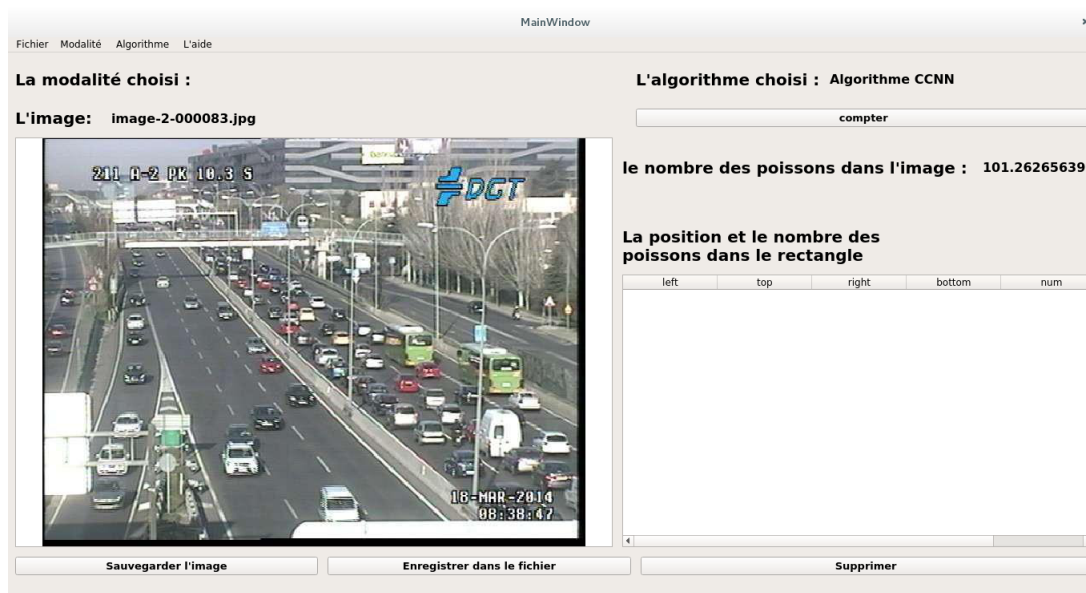 MainWindow
Fichier Modalité Algorithme L'aide
La modalité choisi :
L'algorithme choisi : Algorithme CCNN
L'image: image-2-000083.jpg
compter
211 A-2 PK 10.3 S
DGT
le nombre des poissons dans l'image : 101.26265639
La position et le nombre des
poissons dans le rectangle
left top right bottom num
18-MAR-2014
08:38:47
Sauvegarder l'image Enregistrer dans le fichier Supprimer